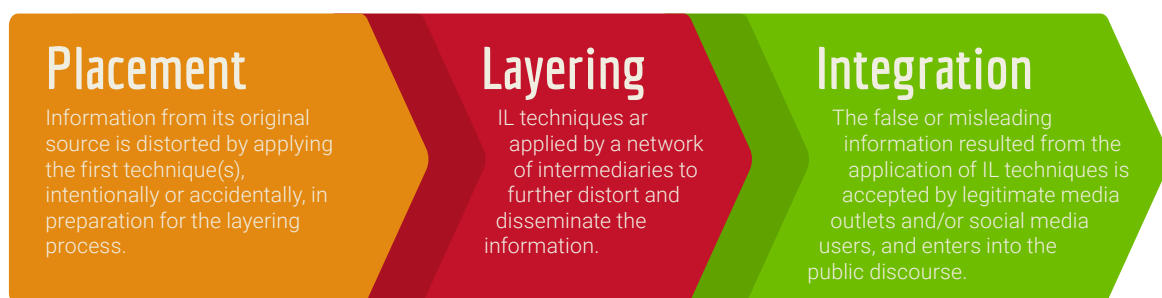 Placement
Information from its original
source is distorted by applying
the first technique(s),
intentionally or accidentally, in
preparation for the layering
process.
Layering
IL techniques ar
applied by a network
of intermediaries to
further distort and
disseminate the
information.
Integration
The false or misleading
information resulted from the
application of IL techniques is
accepted by legitimate media
outlets and/or social media
users, and enters into the
public discourse.